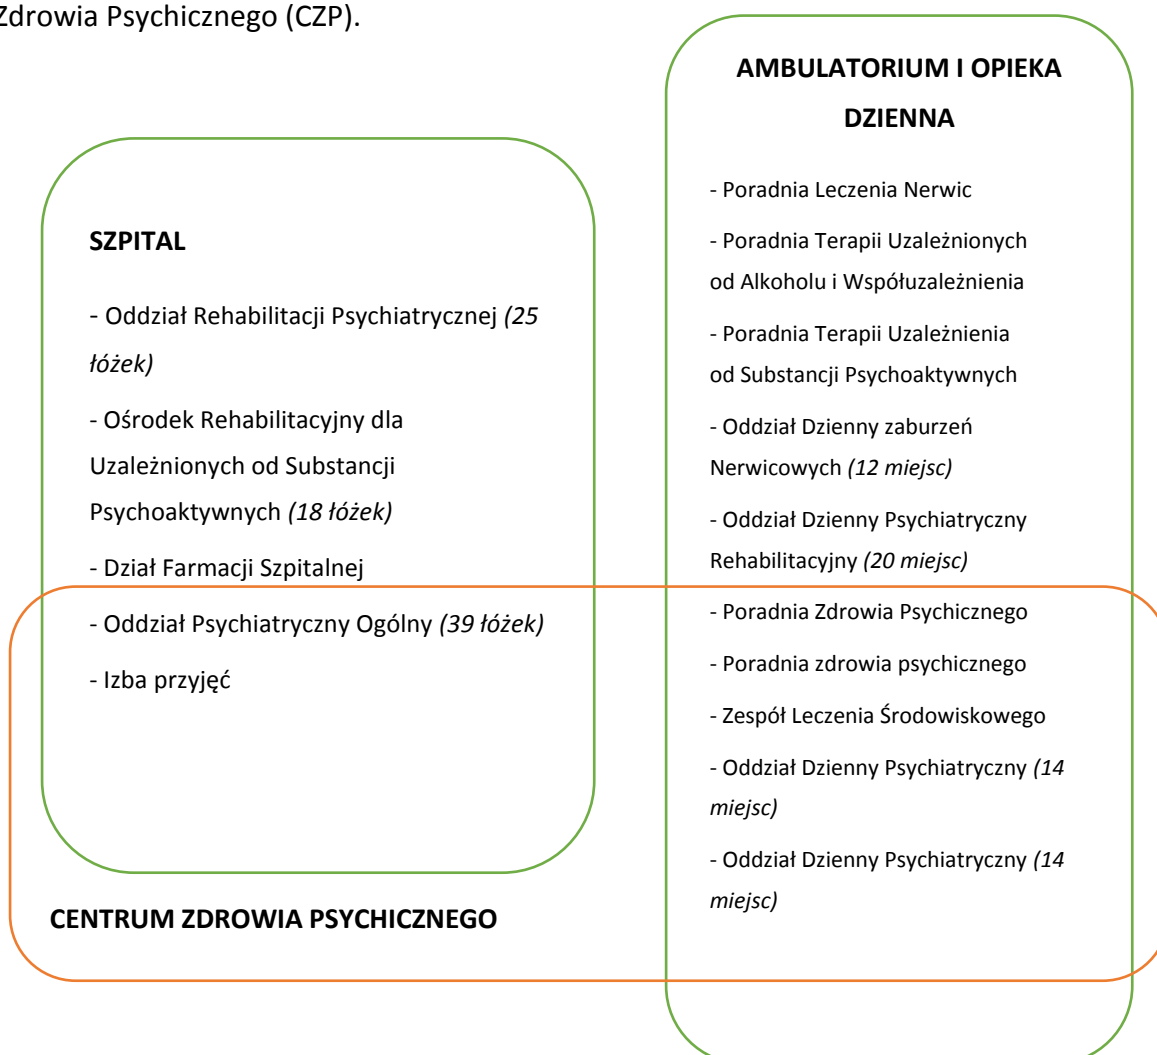 Zdrowia Psychicznego (CZP).
SZPITAL
- Oddział Rehabilitacji Psychiatrycznej (25
łóżek)
- Ośrodek Rehabilitacyjny dla
Uzależnionych od Substancji
Psychoaktywnych (18 łóżek)
- Dział Farmacji Szpitalnej
- Oddział Psychiatryczny Ogólny (39 łóżek)
- Izba przyjęć
AMBULATORIUM I OPIEKA
DZIENNA
- Poradnia Leczenia Nerwic
- Poradnia Terapii Uzależnionych
od Alkoholu i Współuzależnienia
- Poradnia Terapii Uzależnienia
od Substancji Psychoaktywnych
- Oddział Dzienny zaburzeń
Nerwicowych (12 miejsc)
- Oddział Dzienny Psychiatryczny
Rehabilitacyjny (20 miejsc)
- Poradnia Zdrowia Psychicznego
- Poradnia zdrowia psychicznego
- Zespół Leczenia Środowiskowego
- Oddział Dzienny Psychiatryczny (14
miejsc)
- Oddział Dzienny Psychiatryczny (14
miejsc)
CENTRUM ZDROWIA PSYCHICZNEGO